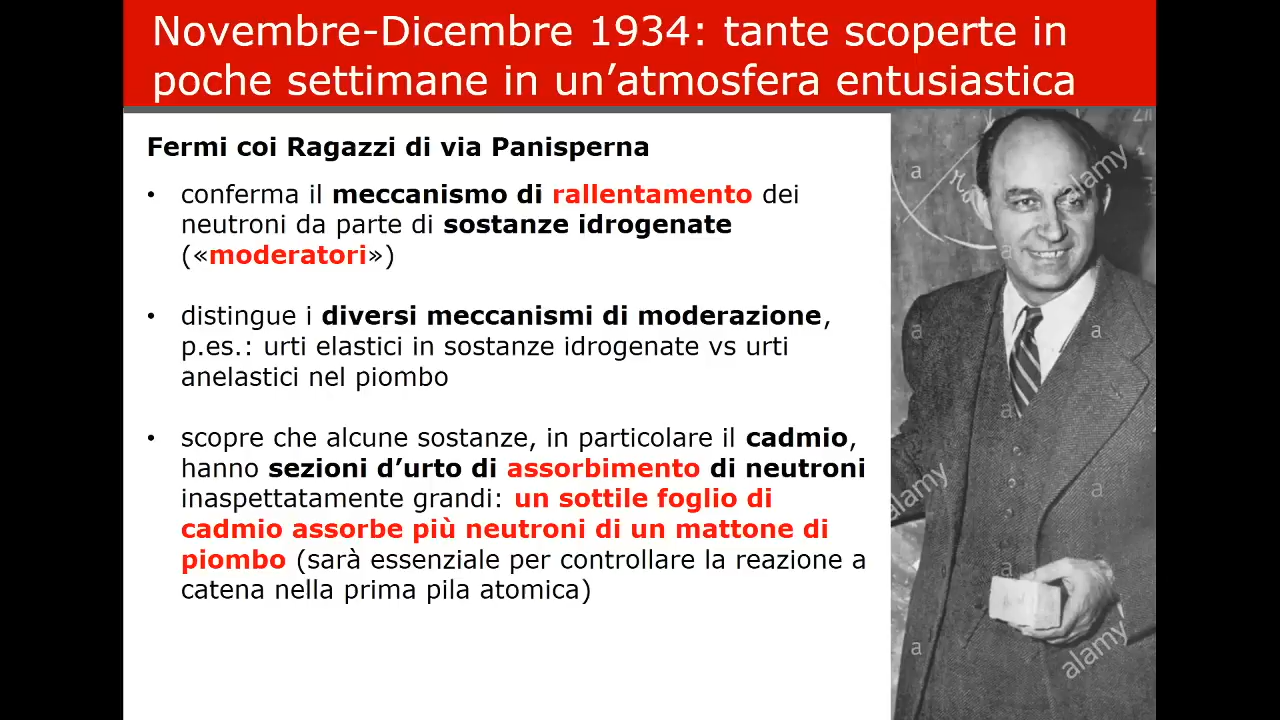 Novembre-Dicembre 1934: tante scoperte in
poche settimane in un’atmosfera entusiastica
Fermi coi Ragazzi di via Panisperna
• conferma il meccanismo di rallentamento dei
neutroni da parte di sostanze idrogenate
(«moderatori»)
• distingue i diversi meccanismi di moderazione,
p.es.: urti elastici in sostanze idrogenate vs urti
anelastici nel piombo
• scopre che alcune sostanze, in particolare il cadmio,
hanno sezioni d’urto di assorbimento di neutroni
inaspettatamente grandi: un sottile foglio di
cadmio assorbe più neutroni di un mattone di
piombo (sarà essenziale per controllare la reazione a
catena nella prima pila atomica)
alamy
a
a
a
a
a
alamy
a
a
a
alamy